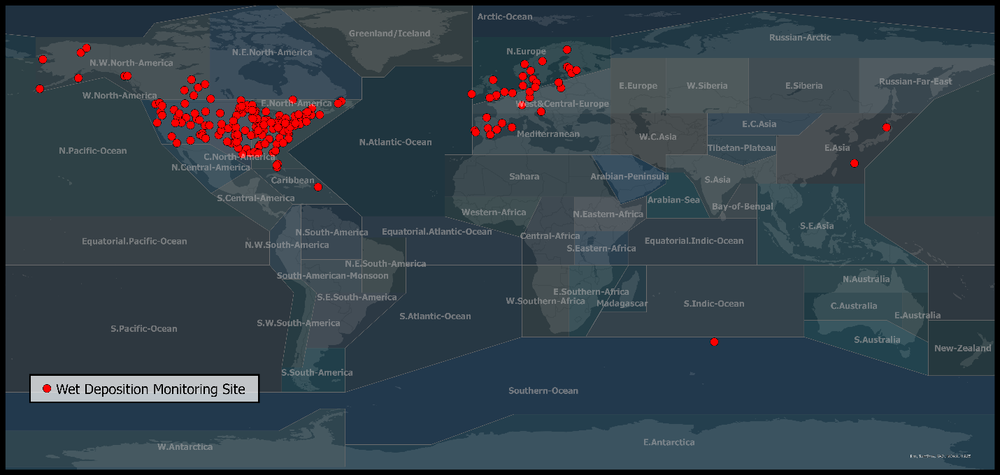 Arctic-Ocean
Greenland/Iceland
Russian-Arctic
N.E.North-America
N.Europe
N.W.North-America
Russian-Far-East
E.Europe
W.Siberia
E.Siberia
W.North-America
E.North-America
West&Central-Europe
E.C.Asia
Mediterranean
W.C.Asia
N.Atlantic-Ocean
Tibetan-Plateau
E.Asia
N.Pacific-Ocean
C.North-America
N.Central-America
Sahara
Arabian-Peninsula
Caribbean
S.Asia
S.Central-America
Arabian-Sea
Bay-of-Bengal
Western-Africa
N.Eastern-Africa
S.E.Asia
N.South-America
Equatorial.Atlantic-Ocean
Central-Africa
Equatorial.Pacific-Ocean
N.W.South-America
S.Eastern-Africa
Equatorial.Indic-Ocean
N.E.South-America
South-American-Monsoon
N.Australia
E.Southern-Africa
S.E.South-America
W.Southern-Africa
Madagascar
S.Indic-Ocean
C.Australia
S.Atlantic-Ocean
E.Australia
S.W.South-America
S.Pacific-Ocean
S.Australia
New-Zealand
S.South-America
Wet Deposition Monitoring Site
Southern-Ocean
W.Antarctica
E.Antarctica